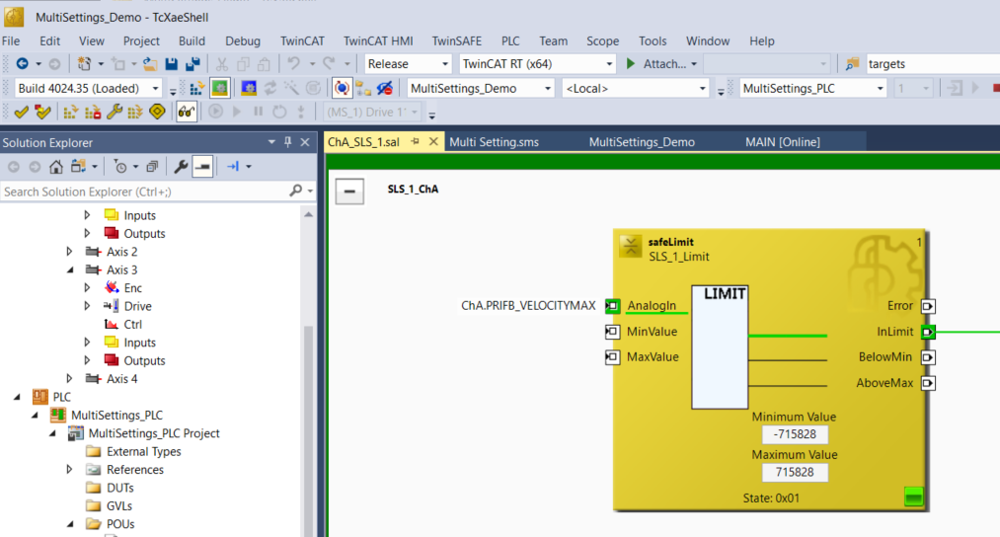 MultiSettings_Demo - TcXaeShell
File Edit View Project Build Debug TwinCAT TwinCAT HMI TwinSAFE PLC Team Scope Tools Window Help
Release TwinCAT RT (x64) Attach... targets
Build 4024.35 (Loaded) MultiSettings_Demo <Local> MultiSettings_PLC 1
(MS_1) Drive 1'
Solution Explorer
ChA_SLS_1.sal Multi Setting.sms MultiSettings_Demo MAIN [Online]
Search Solution Explorer (Ctrl+;)
Inputs
Outputs
Axis 2
Axis 3
Enc
Drive
Ctrl
Inputs
Outputs
Axis 4
PLC
MultiSettings_PLC
MultiSettings_PLC Project
External Types
References
DUTs
GVLs
POUs
SLS_1_ChA
safeLimit 1
SLS_1_Limit
LIMIT
ChA.PRIFB_VELOCITYMAX AnalogIn Error
MinValue InLimit
MaxValue BelowMin
AboveMax
Minimum Value
-715828
Maximum Value
715828
State: 0x01